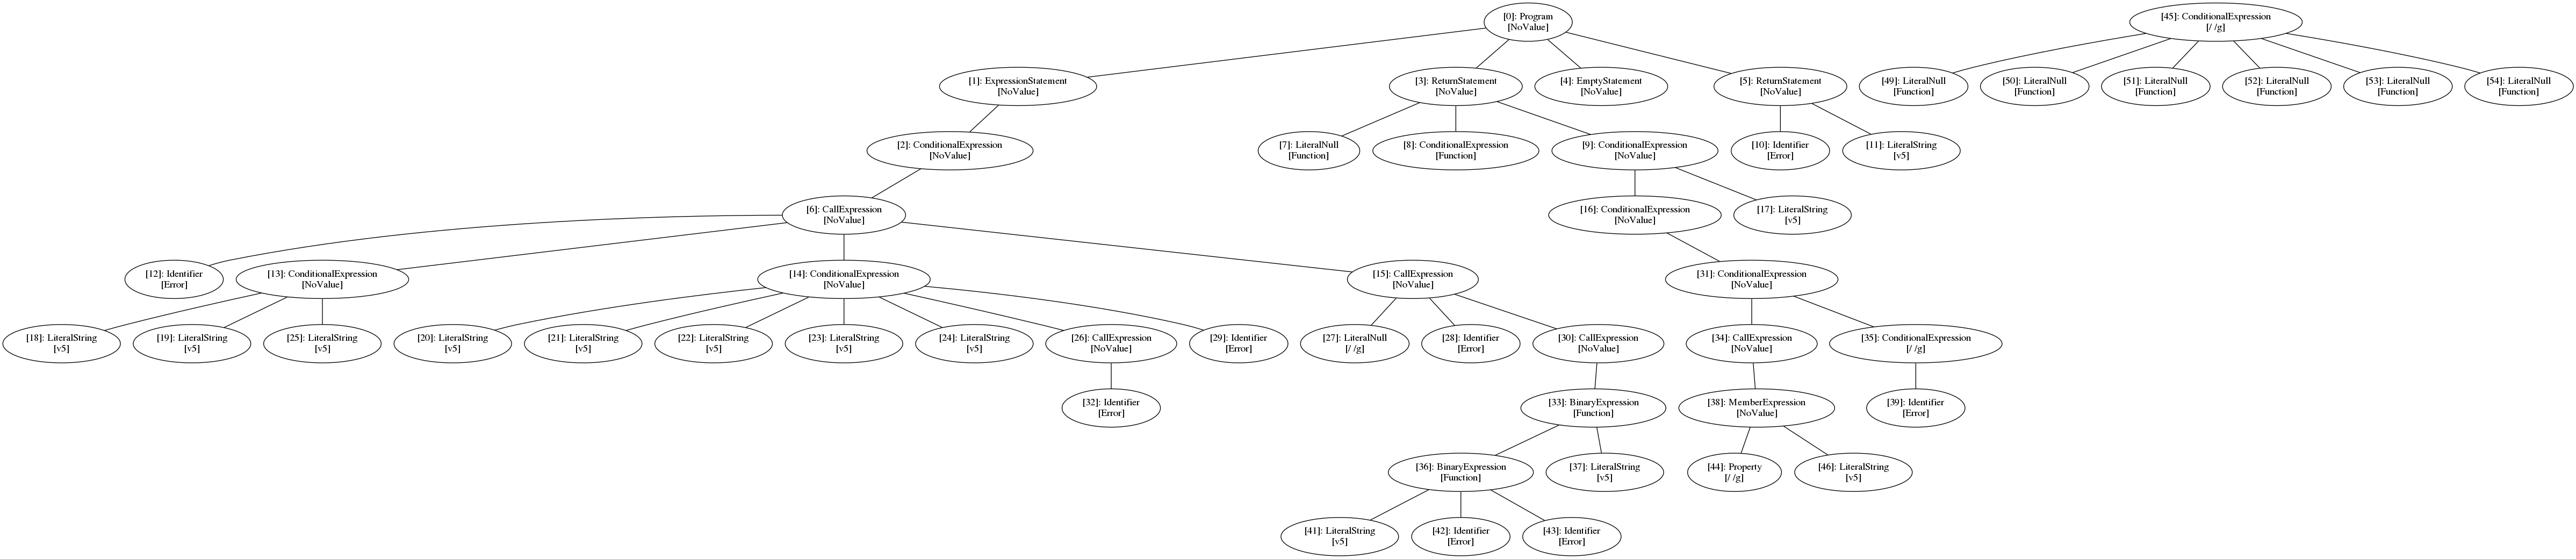 [0]: Program
[NoValue]
[45]: ConditionalExpression
[/ /g]
[1]: ExpressionStatement
[NoValue]
[3]: ReturnStatement
[NoValue]
[4]: EmptyStatement
[NoValue]
[5]: ReturnStatement
[NoValue]
[49]: LiteralNull
[Function]
[50]: LiteralNull
[Function]
[51]: LiteralNull
[Function]
[52]: LiteralNull
[Function]
[53]: LiteralNull
[Function]
[54]: LiteralNull
[Function]
[2]: ConditionalExpression
[NoValue]
[7]: LiteralNull
[Function]
[8]: ConditionalExpression
[Function]
[9]: ConditionalExpression
[NoValue]
[10]: Identifier
[Error]
[11]: LiteralString
[v5]
[6]: CallExpression
[NoValue]
[16]: ConditionalExpression
[NoValue]
[17]: LiteralString
[v5]
[12]: Identifier
[Error]
[13]: ConditionalExpression
[NoValue]
[14]: ConditionalExpression
[NoValue]
[15]: CallExpression
[NoValue]
[31]: ConditionalExpression
[NoValue]
[18]: LiteralString
[v5]
[19]: LiteralString
[v5]
[25]: LiteralString
[v5]
[20]: LiteralString
[v5]
[21]: LiteralString
[v5]
[22]: LiteralString
[v5]
[23]: LiteralString
[v5]
[24]: LiteralString
[v5]
[26]: CallExpression
[NoValue]
[29]: Identifier
[Error]
[27]: LiteralNull
[/ /g]
[28]: Identifier
[Error]
[30]: CallExpression
[NoValue]
[34]: CallExpression
[NoValue]
[35]: ConditionalExpression
[/ /g]
[32]: Identifier
[Error]
[33]: BinaryExpression
[Function]
[38]: MemberExpression
[NoValue]
[39]: Identifier
[Error]
[36]: BinaryExpression
[Function]
[37]: LiteralString
[v5]
[44]: Property
[/ /g]
[46]: LiteralString
[v5]
[41]: LiteralString
[v5]
[42]: Identifier
[Error]
[43]: Identifier
[Error]